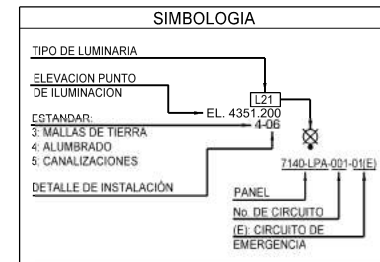 SIMBOLOGIA
TIPO DE LUMINARIA
ELEVACION PUNTO
DE ILUMINACION
L21
EL. 4351.200
4-06
ESTANDAR:
3: MALLAS DE TIERRA
4: ALUMBRADO
5: CANALIZACIONES
7140-LPA-001-01(E)
DETALLE DE INSTALACIÓN
PANEL
No. DE CIRCUITO
(E): CIRCUITO DE
EMERGENCIA